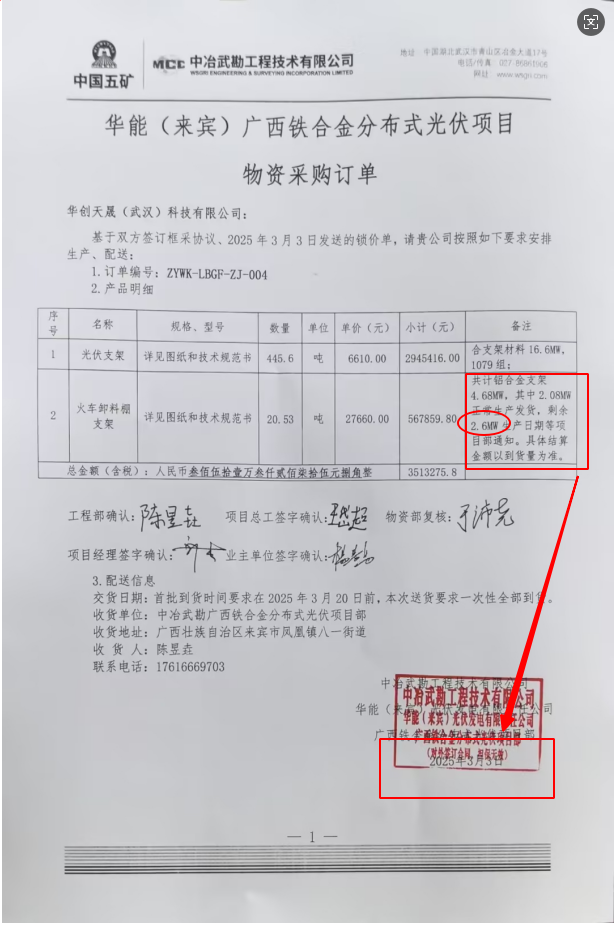 中国五矿
MCC 中冶武勘工程技术有限公司
WSGRI ENGINEERING & SURVEYING INCORPORATION LIMITED
地址:中国湖北武汉市青山区冶金大道17号
电话/传真 027-86861906
网址 www.wsgri.com
华能（来宾）广西铁合金分布式光伏项目
物资采购订单
华创天晟（武汉）科技有限公司：
基于双方签订框采协议、2025年3月3日发送的锁价单，请贵公司按照如下要求安排
生产、配送：
1.订单编号：ZYWK-LBGF-ZJ-004
2.产品明细
序号 名称 规格、型号 数量 单位 单价（元） 小计（元） 备注
1 光伏支架 详见图纸和技术规范书 445.6 吨 6610.00 2945416.00 合支架材料16.6MW，
1079组；
2 火车卸料棚支架 详见图纸和技术规范书 20.53 吨 27660.00 567859.80 共计铝合金支架
4.68MW，其中2.08MW
正常生产发货，剩余
2.6MW生产日期等项
目部通知。具体结算
金额以到货量为准。
总金额（含税）：人民币叁佰伍拾壹万叁仟贰佰柒拾伍元捌角整 3513275.8
工程部确认：陈昱垚 项目总工签字确认： 物资部复核：
项目经理签字确认： 业主单位签字确认：
3.配送信息
交货日期：首批到货时间要求在2025年3月20日前，本次送货要求一次性全部到货。
收货单位：中冶武勘广西铁合金分布式光伏项目部
收货地址：广西壮族自治区来宾市凤凰镇八一街道
收 货 人：陈昱垚
联系电话：17616669703
中冶武勘工程技术有限公司
中冶武勘工程技术有限公司
华能（来宾）光伏发电有限责任公司
华能（来宾）光伏发电有限责任公司
广西铁合金分布式光伏项目部
（对外签订合同、担保无效）
2025年3月3日
— 1 —